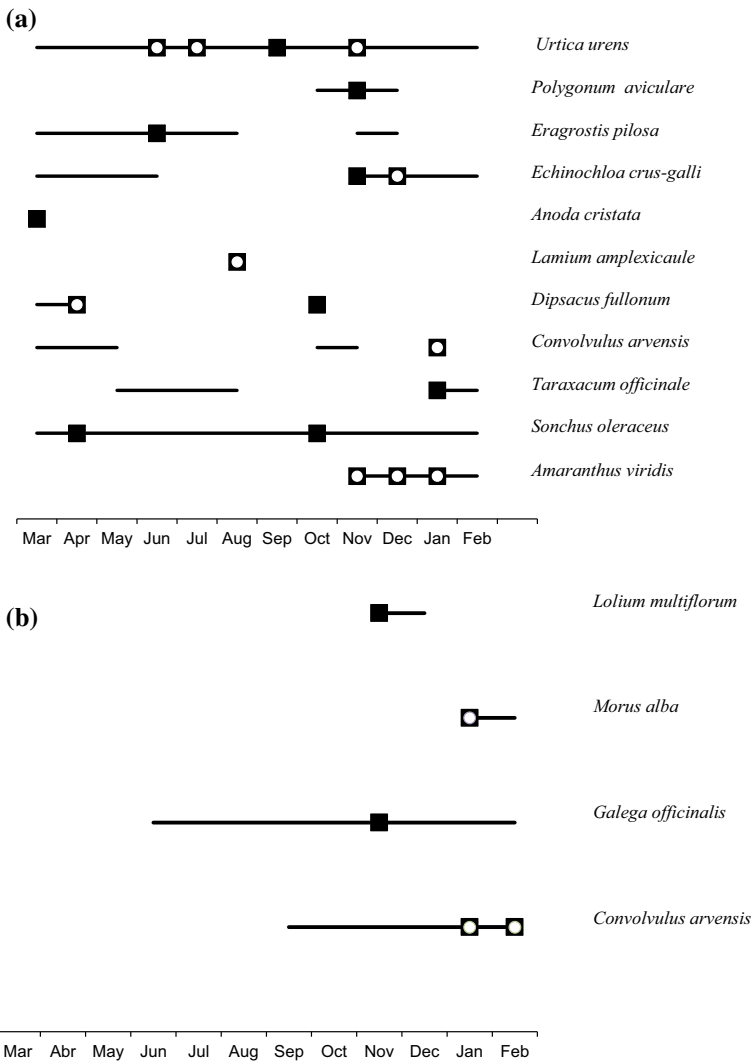 (a)
Urtica urens
Polygonum aviculare
Eragrostis pilosa
Echinochloa crus-galli
Anoda cristata
Lamium amplexicaule
Dipsacus fullonum
Convolvulus arvensis
Taraxacum officinale
Sonchus oleraceus
Amaranthus viridis
Mar Apr May Jun Jul Aug Sep Oct Nov Dec Jan Feb
(b)
Lolium multiflorum
Morus alba
Galega officinalis
Convolvulus arvensis
Mar Abr May Jun Jul Aug Sep Oct Nov Dec Jan Feb